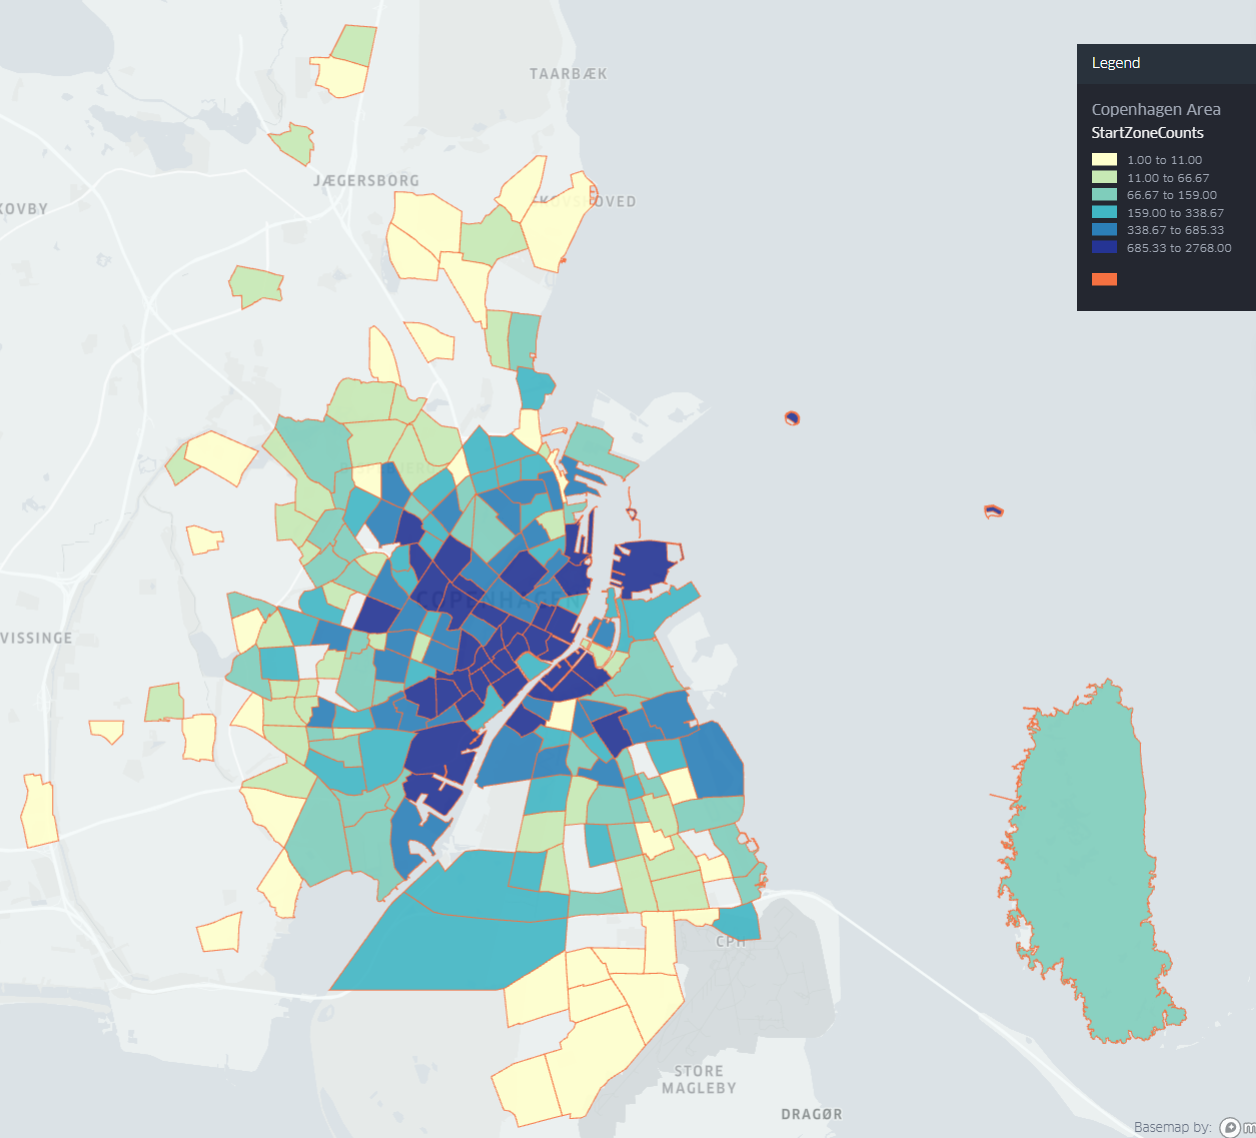 TAARBÆK
JÆGERSBORG
KOVBY
OVED
VISSINGE
COPENHAGEN
CPH
STORE
MAGLEBY
DRAGØR
Legend
Copenhagen Area
StartZoneCounts
1.00 to 11.00
11.00 to 66.67
66.67 to 159.00
159.00 to 338.67
338.67 to 685.33
685.33 to 2768.00
Basemap by: